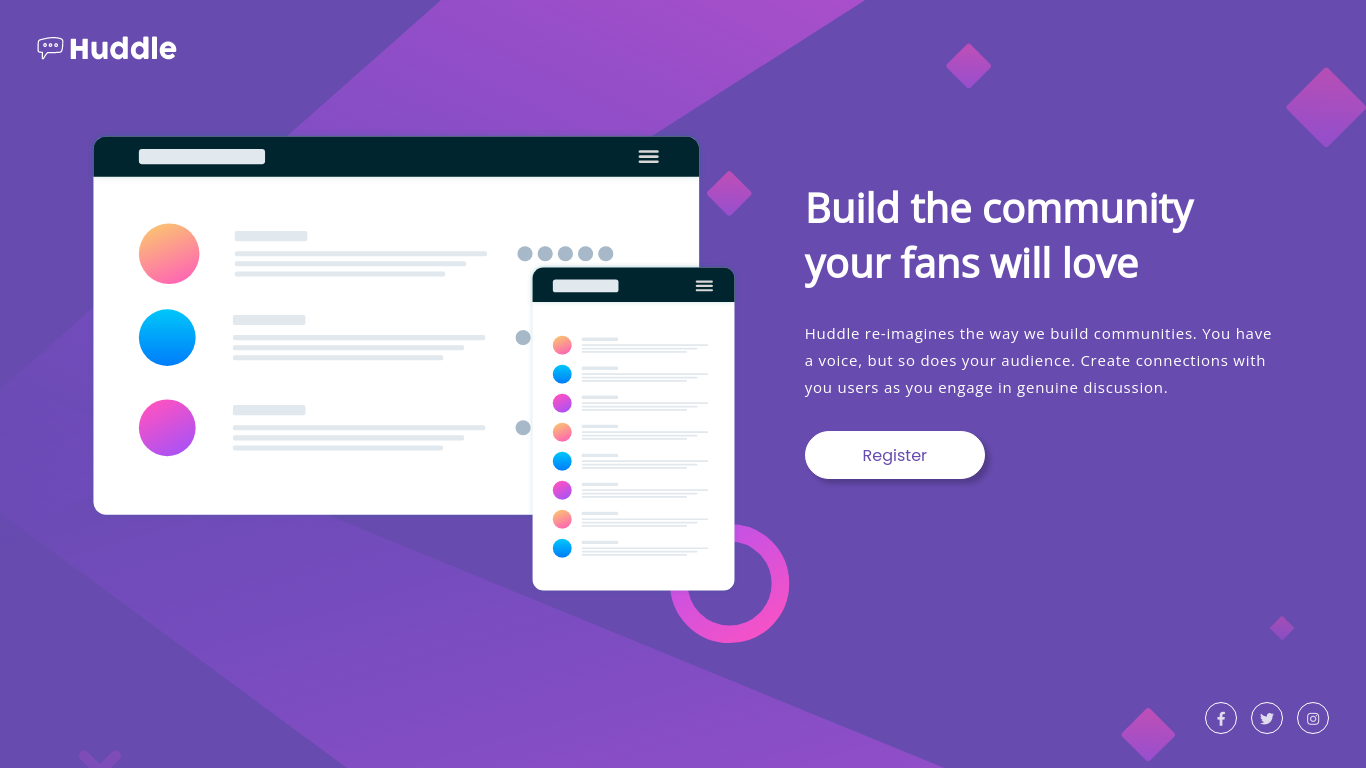 Huddle
Build the community
your fans will love
Huddle re-imagines the way we build communities. You have
a voice, but so does your audience. Create connections with
you users as you engage in genuine discussion.
Register